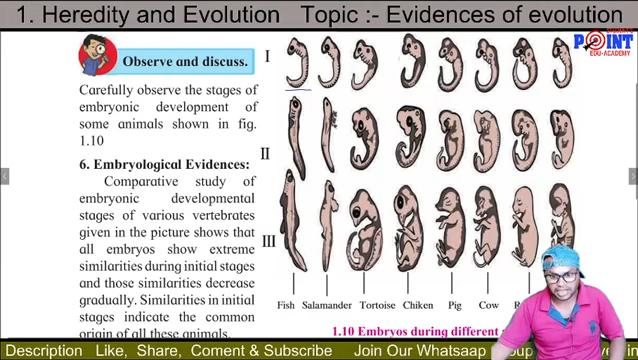 1. Heredity and Evolution Topic :- Evidences of evolution
POINT
EDU-ACADEMY
Observe and discuss.
Carefully observe the stages of
embryonic development of
some animals shown in fig.
1.10
6. Embryological Evidences:
Comparative study of
embryonic developmental
stages of various vertebrates
given in the picture shows that
all embryos show extreme
similarities during initial stages
and those similarities decrease
gradually. Similarities in initial
stages indicate the common
origin of all these animals.
I
II
III
Fish Salamander Tortoise Chiken Pig Cow
1.10 Embryos during different
Description Like, Share, Coment & Subscribe Join Our Whatsaap